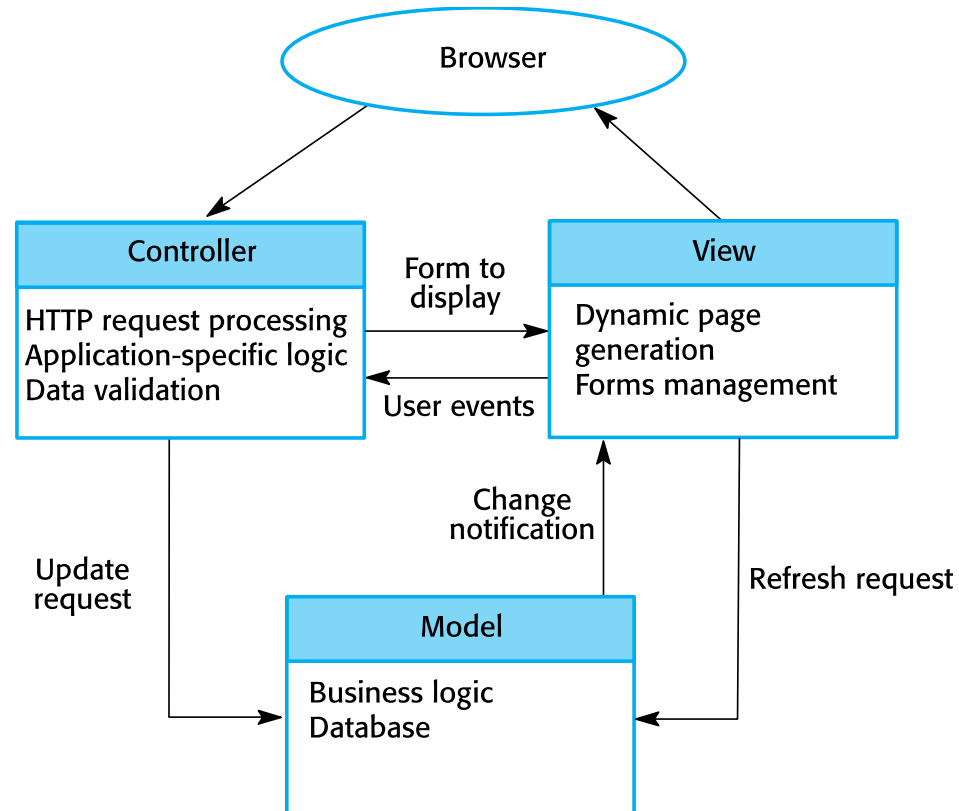 Browser
Controller
HTTP request processing
Application-specific logic
Data validation
Form to
display
User events
View
Dynamic page
generation
Forms management
Update
request
Change
notification
Refresh request
Model
Business logic
Database